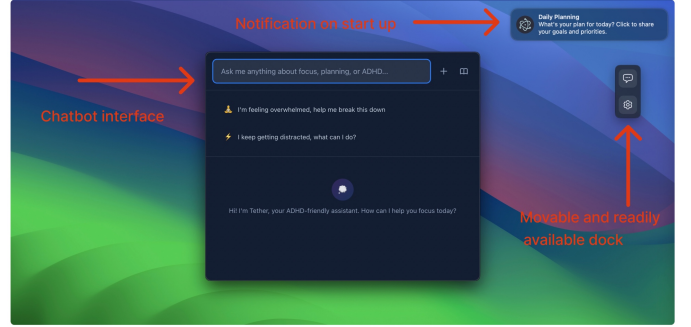 Notification on start up
Daily Planning
What's your plan for today? Click to share
your goals and priorities.
Ask me anything about focus, planning, or ADHD...
Chatbot interface
I'm feeling overwhelmed, help me break this down
I keep getting distracted, what can I do?
Hi! I'm Tether, your ADHD-friendly assistant. How can I help you focus today?
Movable and readily
available dock